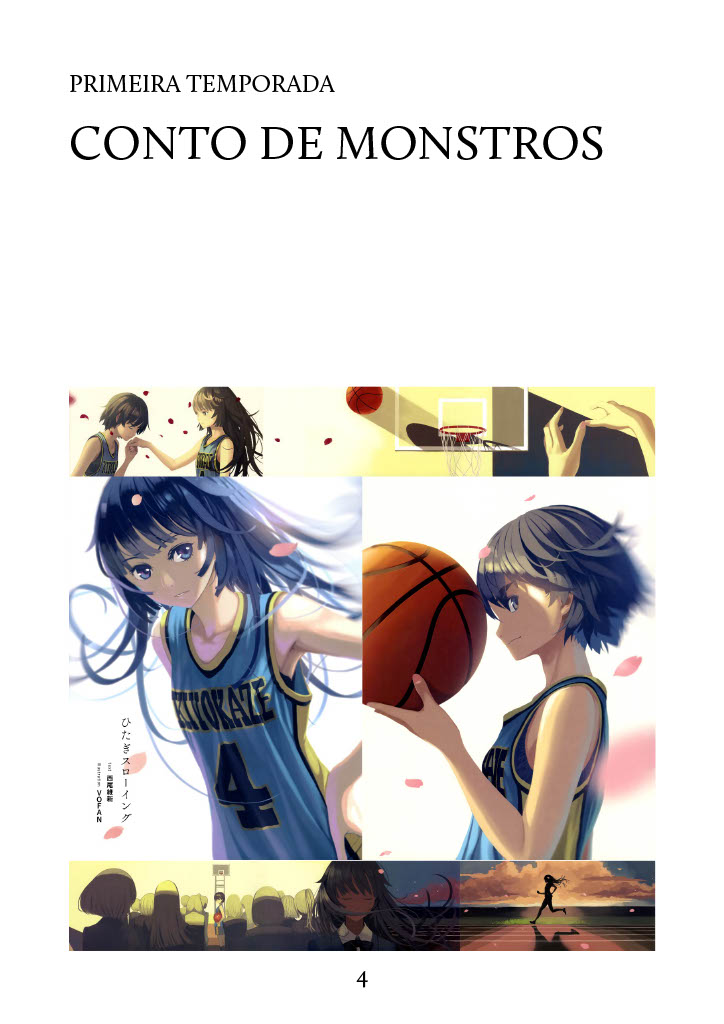 PRIMEIRA TEMPORADA
CONTO DE MONSTROS
KIYOKAZE
4
ひたぎスローイング
Text 西尾維新
Illustration VOFAN
4